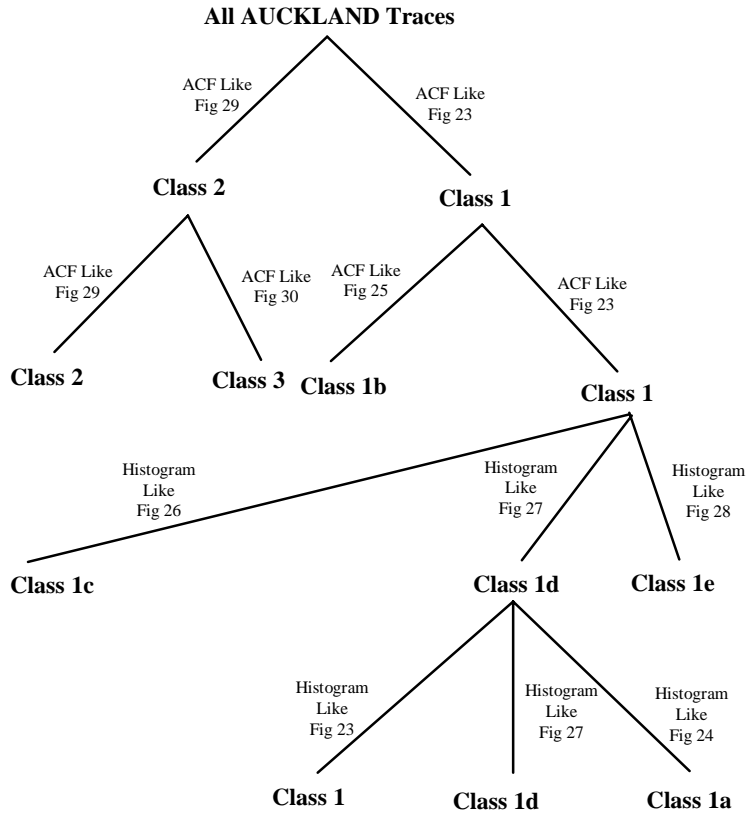 All AUCKLAND Traces
ACF Like
Fig 29
ACF Like
Fig 23
Class 2
Class 1
ACF Like
Fig 29
ACF Like
Fig 30
ACF Like
Fig 25
ACF Like
Fig 23
Class 2
Class 3
Class 1b
Class 1
Histogram
Like
Fig 26
Histogram
Like
Fig 27
Histogram
Like
Fig 28
Class 1c
Class 1d
Class 1e
Histogram
Like
Fig 23
Histogram
Like
Fig 27
Histogram
Like
Fig 24
Class 1
Class 1d
Class 1a